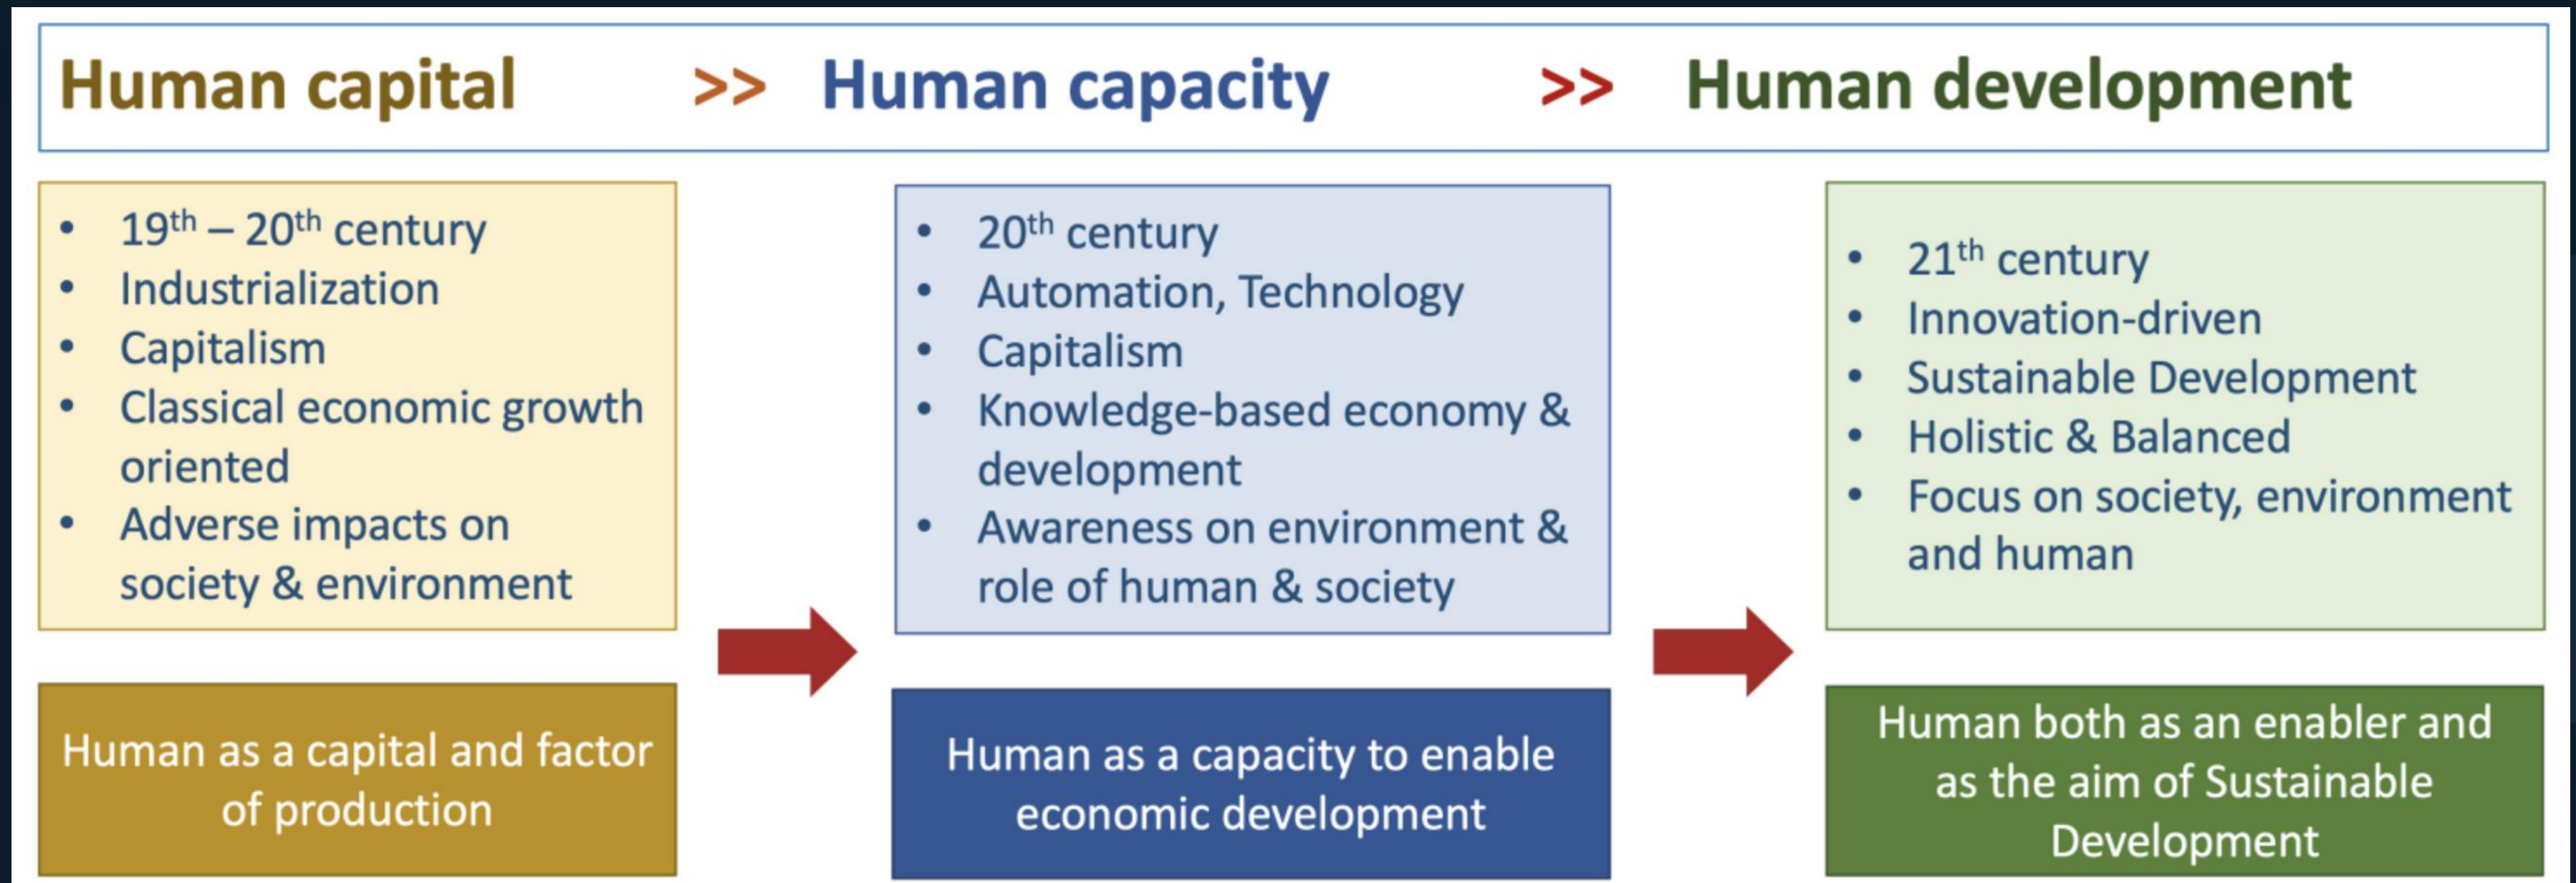 Human capital >> Human capacity >> Human development
• 19th – 20th century
• Industrialization
• Capitalism
• Classical economic growth
oriented
• Adverse impacts on
society & environment
Human as a capital and factor
of production
• 20th century
• Automation, Technology
• Capitalism
• Knowledge-based economy &
development
• Awareness on environment &
role of human & society
Human as a capacity to enable
economic development
• 21th century
• Innovation-driven
• Sustainable Development
• Holistic & Balanced
• Focus on society, environment
and human
Human both as an enabler and
as the aim of Sustainable
Development